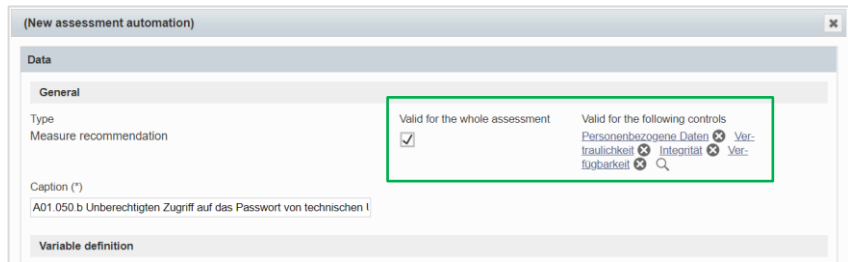 (New assessment automation)
Data
General
Type
Measure recommendation
Valid for the whole assessment
Valid for the following controls
Personenbezogene Daten Ver-
traulichkeit Integrität Ver-
fügbarkeit
Caption (*)
A01.050.b Unberechtigten Zugriff auf das Passwort von technischen
Variable definition